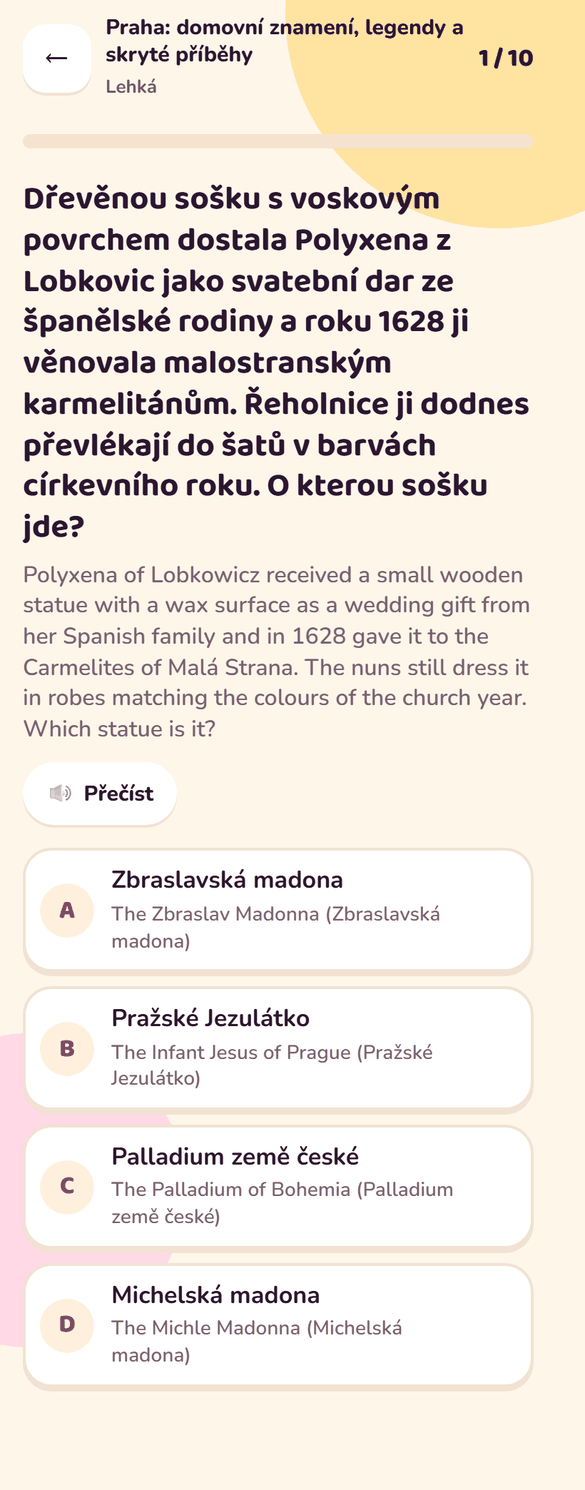 ←
Praha: domovní znamení, legendy a
skryté příběhy
Lehká
1 / 10
Dřevěnou sošku s voskovým
povrchem dostala Polyxena z
Lobkovic jako svatební dar ze
španělské rodiny a roku 1628 ji
věnovala malostranským
karmelitánům. Řeholnice ji dodnes
převlékají do šatů v barvách
církevního roku. O kterou sošku
jde?
Polyxena of Lobkowicz received a small wooden
statue with a wax surface as a wedding gift from
her Spanish family and in 1628 gave it to the
Carmelites of Malá Strana. The nuns still dress it
in robes matching the colours of the church year.
Which statue is it?
Přečíst
A
Zbraslavská madona
The Zbraslav Madonna (Zbraslavská
madona)
B
Pražské Jezulátko
The Infant Jesus of Prague (Pražské
Jezulátko)
C
Palladium země české
The Palladium of Bohemia (Palladium
země české)
D
Michelská madona
The Michle Madonna (Michelská
madona)